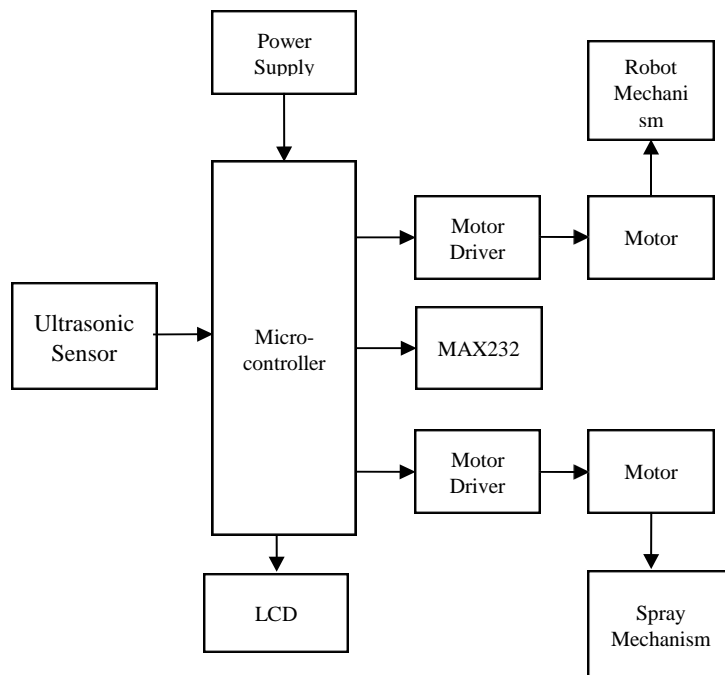 Power
Supply
Robot
Mechani
sm
Motor
Driver
Motor
Ultrasonic
Sensor
Micro-
controller
MAX232
Motor
Driver
Motor
LCD
Spray
Mechanism